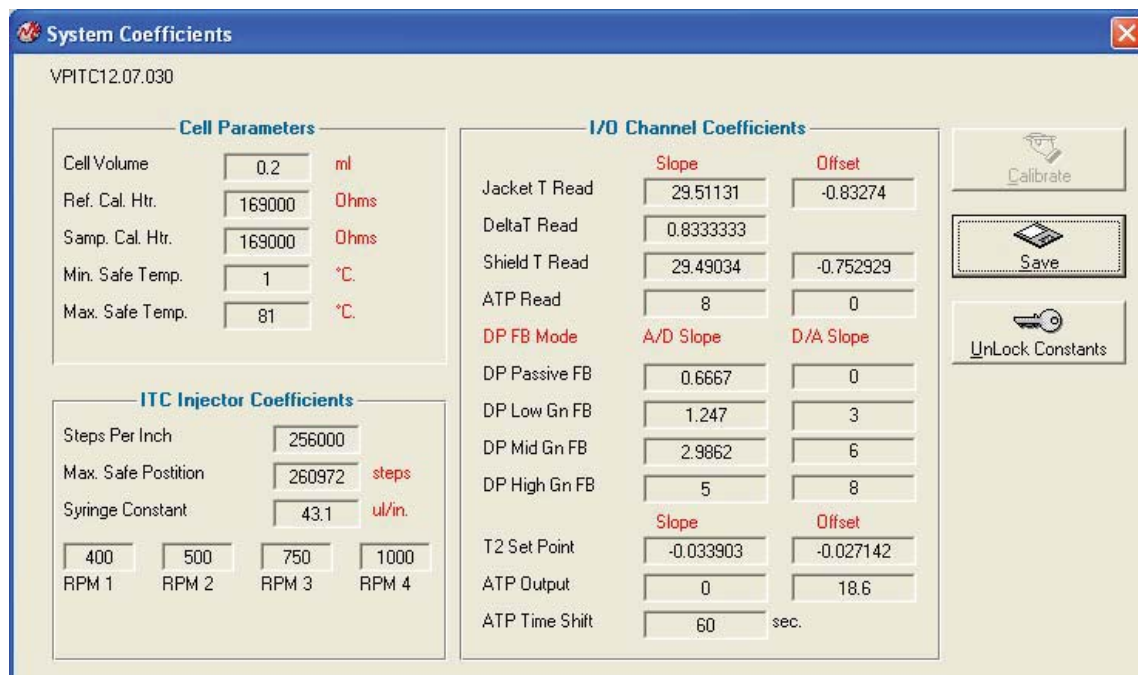 System Coefficients
VPITC12.07.030
Cell Parameters
Cell Volume 0.2 ml
Ref. Cal. Htr. 169000 Ohms
Samp. Cal. Htr. 169000 Ohms
Min. Safe Temp. 1 °C.
Max. Safe Temp. 81 °C.
ITC Injector Coefficients
Steps Per Inch 256000
Max. Safe Postition 260972 steps
Syringe Constant 43.1 ul/in.
400 500 750 1000
RPM 1 RPM 2 RPM 3 RPM 4
I/O Channel Coefficients
Slope Offset
Jacket T Read 29.51131 -0.83274
DeltaT Read 0.8333333
Shield T Read 29.49034 -0.752929
ATP Read 8 0
DP FB Mode A/D Slope D/A Slope
DP Passive FB 0.6667 0
DP Low Gn FB 1.247 3
DP Mid Gn FB 2.9862 6
DP High Gn FB 5 8
Slope Offset
T2 Set Point -0.033903 -0.027142
ATP Output 0 18.6
ATP Time Shift 60 sec.
Calibrate
Save
UnLock Constants